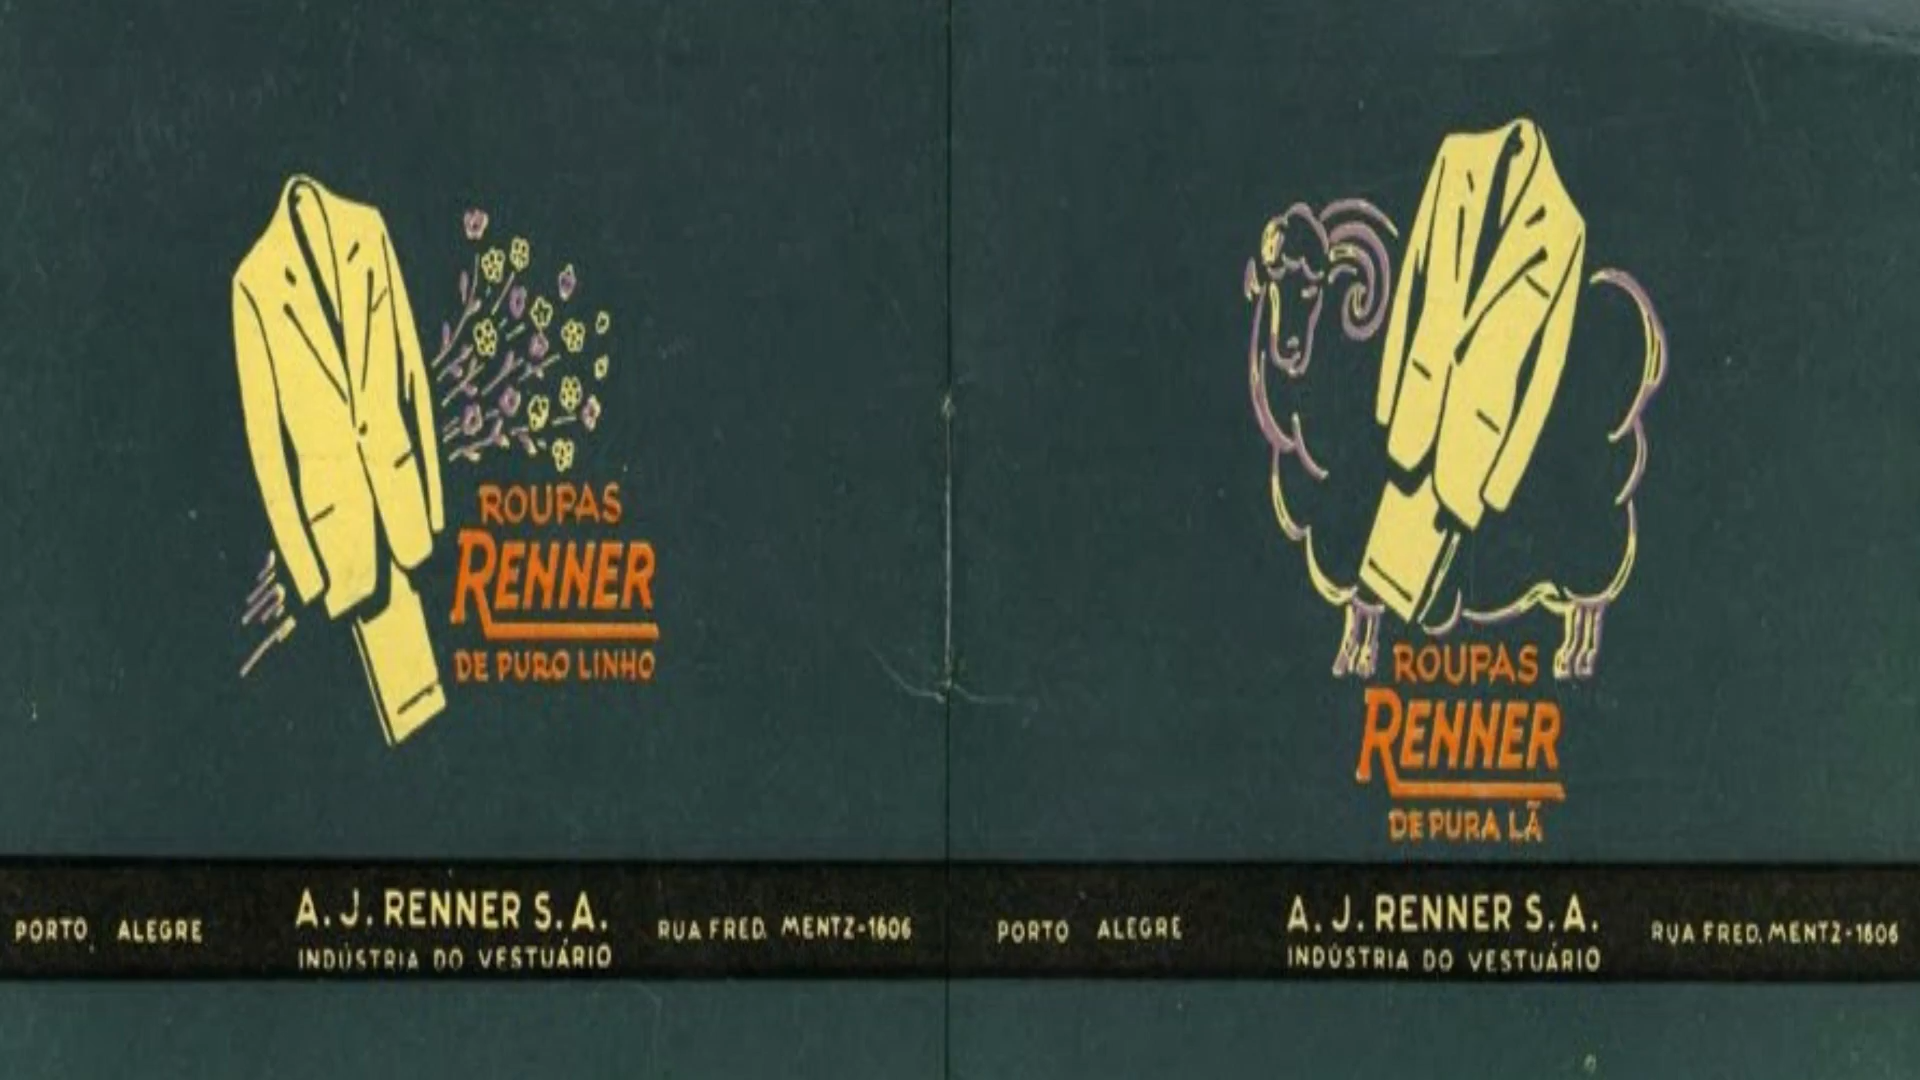 ROUPAS
RENNER
DE PURO LINHO
ROUPAS
RENNER
DE PURA LÃ
PORTO ALEGRE
A. J. RENNER S. A.
INDÚSTRIA DO VESTUÁRIO
RUA FRED. MENTZ-1606
PORTO ALEGRE
A. J. RENNER S. A.
INDÚSTRIA DO VESTUÁRIO
RUA FRED. MENTZ-1606